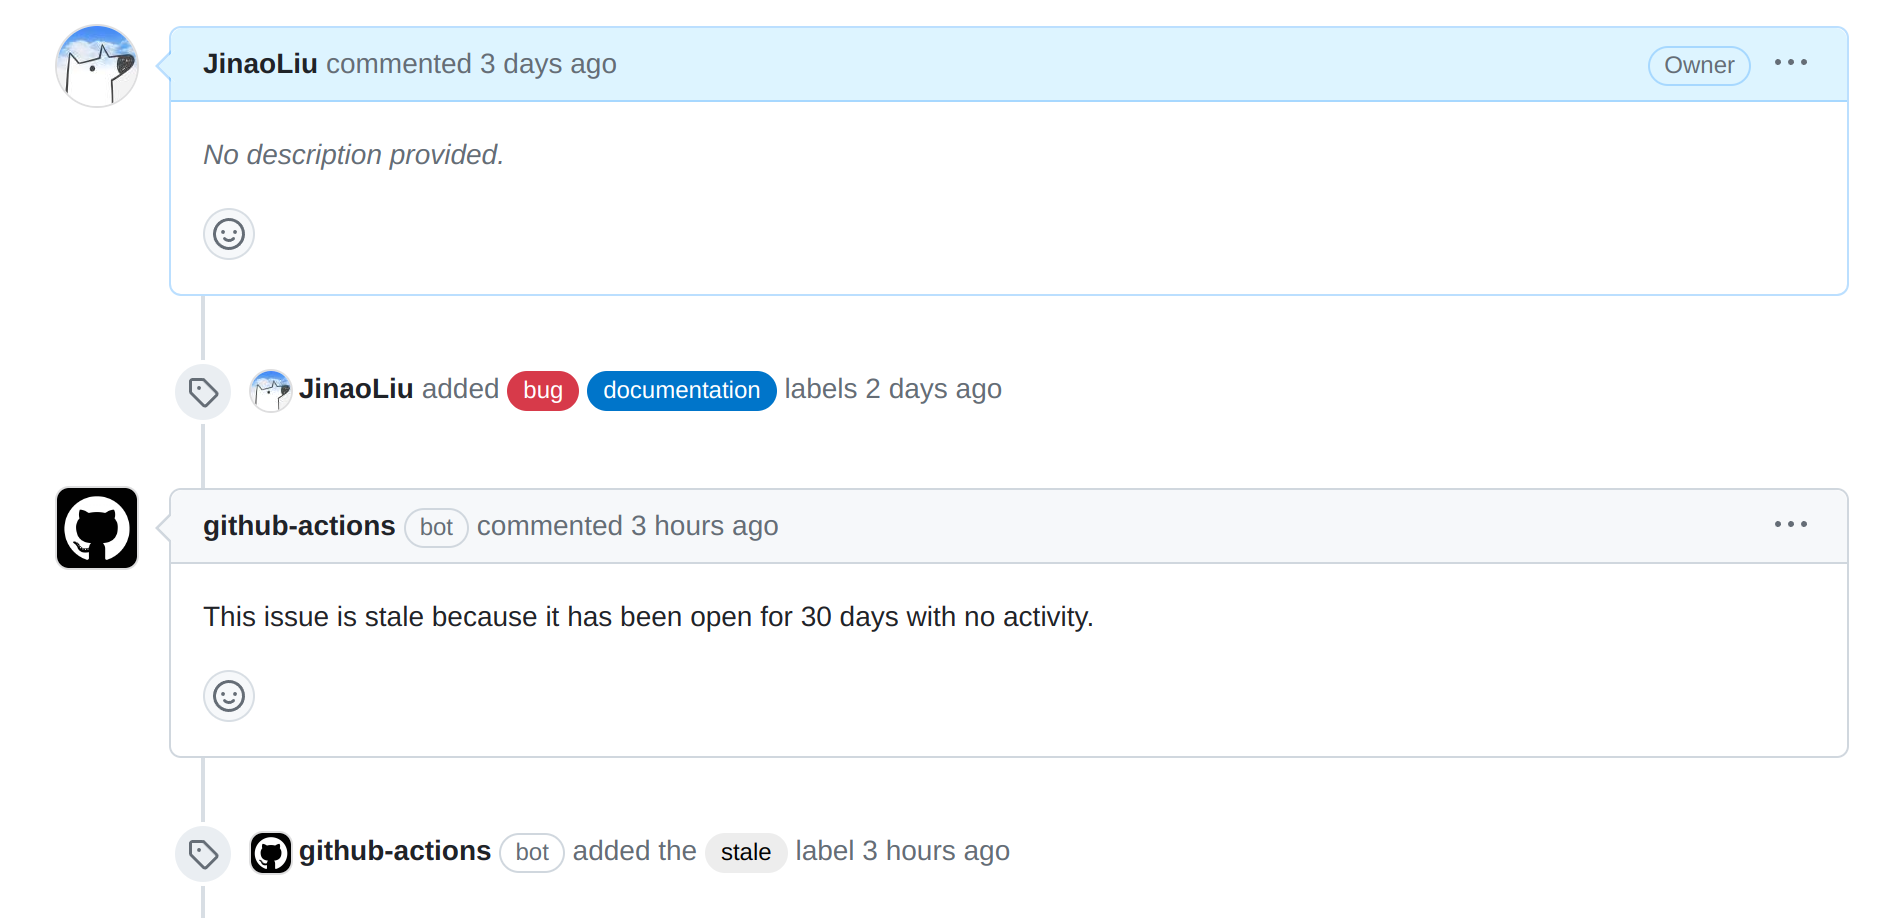 JinaoLiu commented 3 days ago Owner
No description provided.
JinaoLiu added bug documentation labels 2 days ago
github-actions bot commented 3 hours ago
This issue is stale because it has been open for 30 days with no activity.
github-actions bot added the stale label 3 hours ago